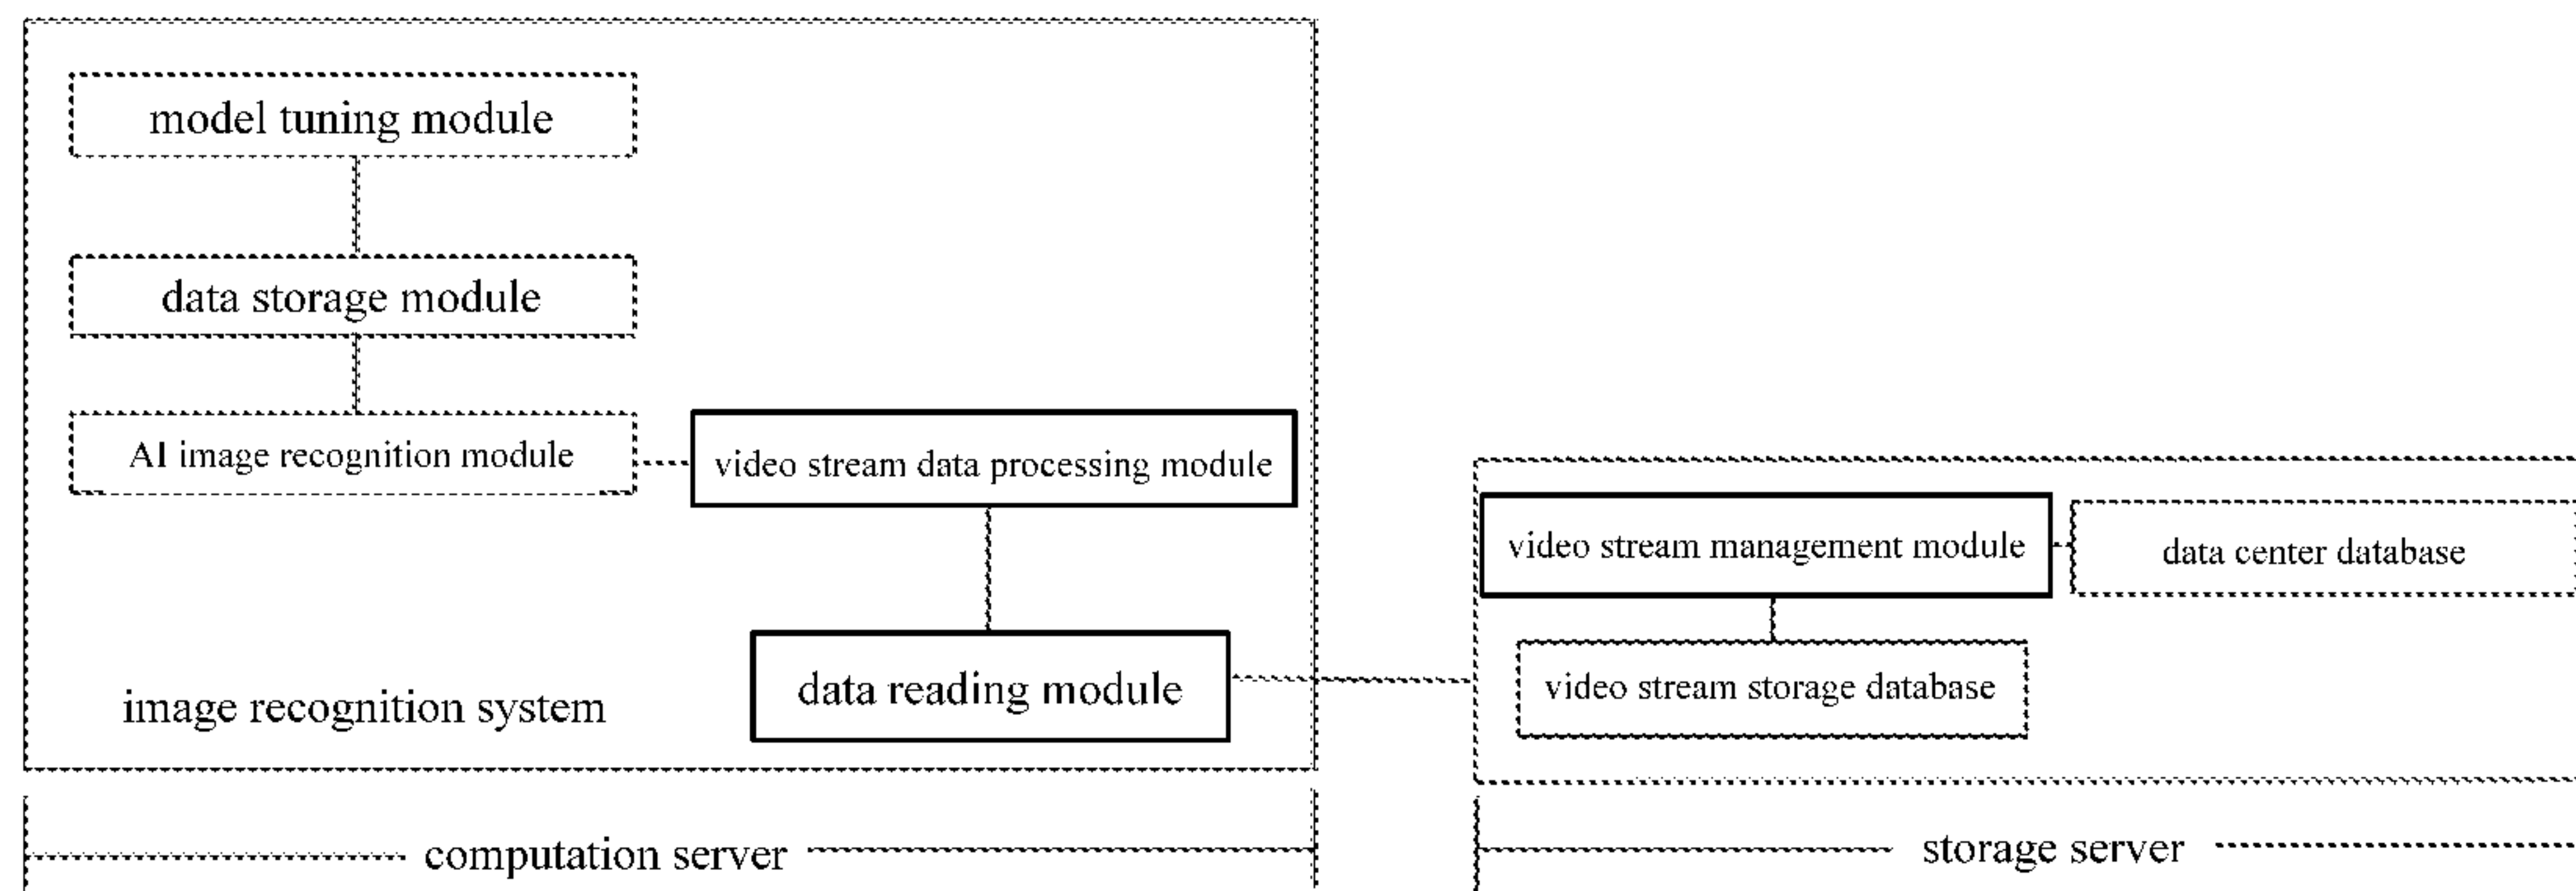 model tuning module
data storage module
AI image recognition module
video stream data processing module
data reading module
image recognition system
video stream management module
data center database
video stream storage database
computation server
storage server